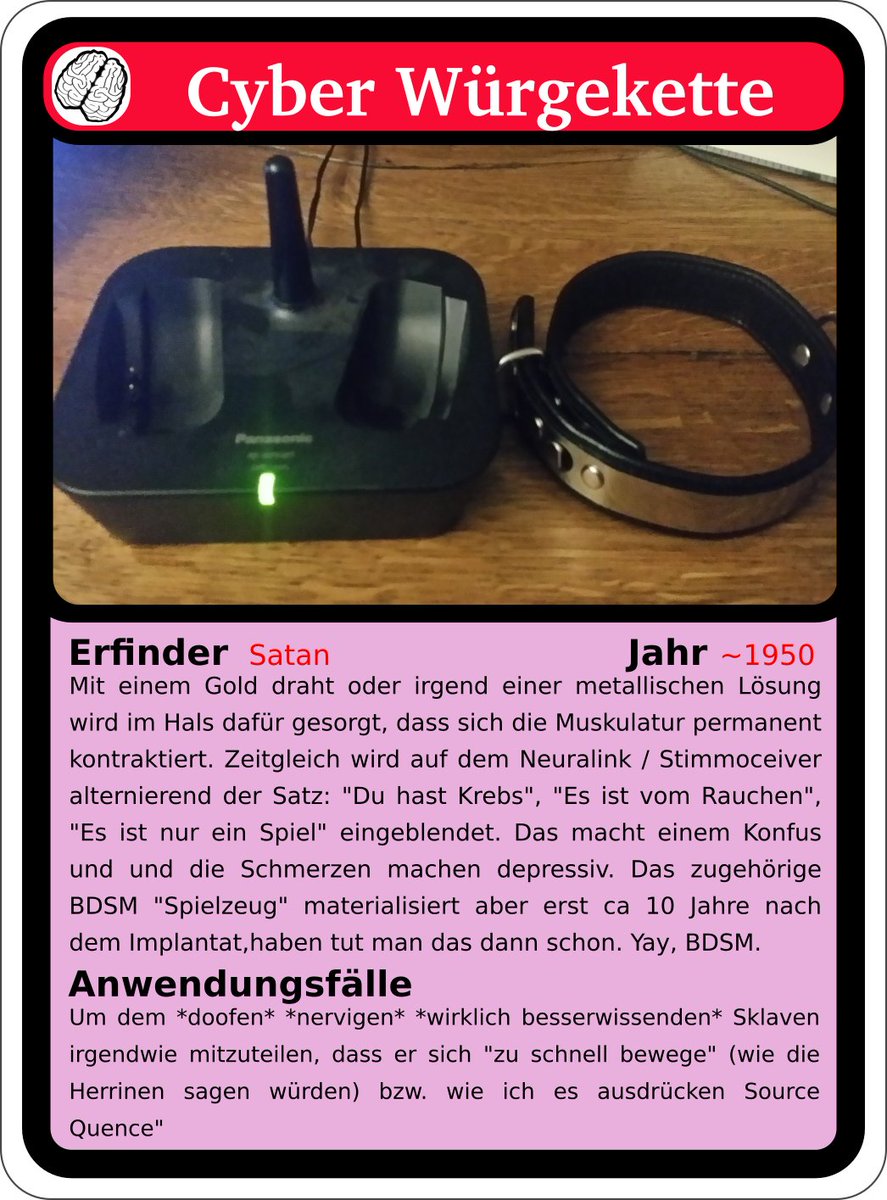 Cyber Würgekette
Panasonic
Erfinder Satan Jahr ~1950
Mit einem Gold draht oder irgend einer metallischen Lösung
wird im Hals dafür gesorgt, dass sich die Muskulatur permanent
kontraktiert. Zeitgleich wird auf dem Neuralink / Stimmoceiver
alternierend der Satz: "Du hast Krebs", "Es ist vom Rauchen",
"Es ist nur ein Spiel" eingeblendet. Das macht einem Konfus
und und die Schmerzen machen depressiv. Das zugehörige
BDSM "Spielzeug" materialisiert aber erst ca 10 Jahre nach
dem Implantat,haben tut man das dann schon. Yay, BDSM.
Anwendungsfälle
Um dem *doofen* *nervigen* *wirklich besserwissenden* Sklaven
irgendwie mitzuteilen, dass er sich "zu schnell bewege" (wie die
Herrinen sagen würden) bzw. wie ich es ausdrücken Source
Quence"